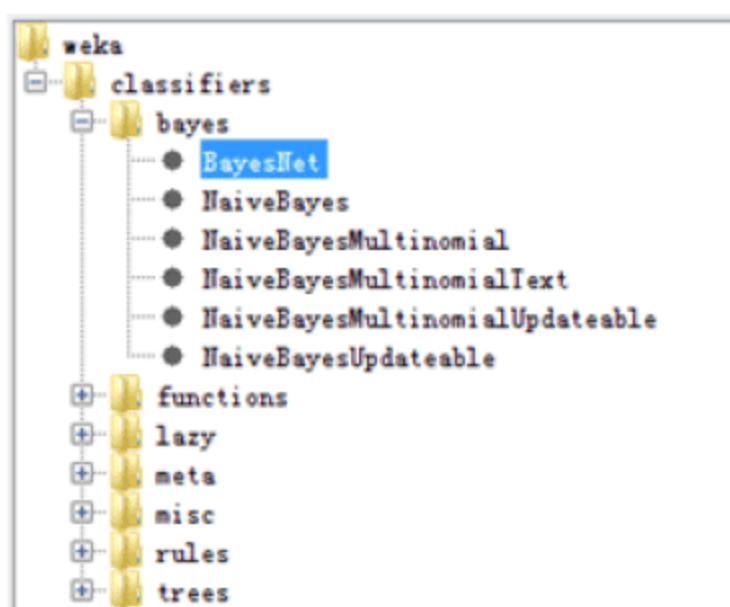 weka
classifiers
bayes
BayesNet
NaiveBayes
NaiveBayesMultinomial
NaiveBayesMultinomialText
NaiveBayesMultinomialUpdateable
NaiveBayesUpdateable
functions
lazy
meta
misc
rules
trees